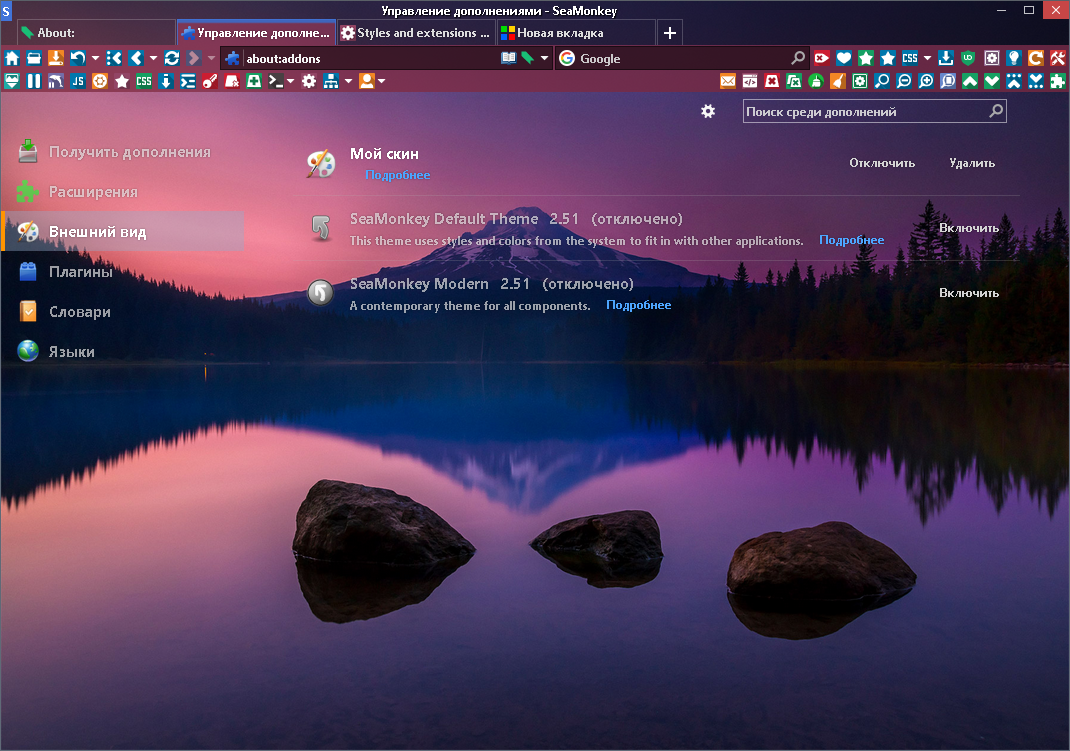 S
Управление дополнениями - SeaMonkey
About:
Управление дополне...
Styles and extensions ...
Новая вкладка
about:addons
Google
CSS
JS
CSS
Поиск среди дополнений
Получить дополнения
Расширения
Внешний вид
Плагины
Словари
Языки
Мой скин
Подробнее
Отключить
Удалить
SeaMonkey Default Theme 2.51 (отключено)
This theme uses styles and colors from the system to fit in with other applications. Подробнее
Включить
SeaMonkey Modern 2.51 (отключено)
A contemporary theme for all components. Подробнее
Включить